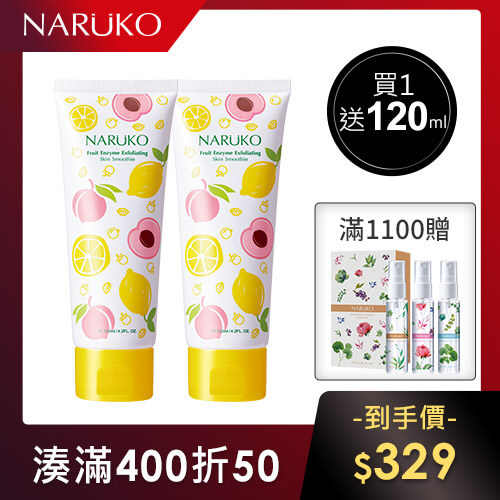 NARUKO
買1
送120ml
NARUKO
Fruit Enzyme Exfoliating
Skin Smoothie
NARUKO
Fruit Enzyme Exfoliating
Skin Smoothie
滿1100贈
NARUKO
湊滿400折50
-到手價-
$329